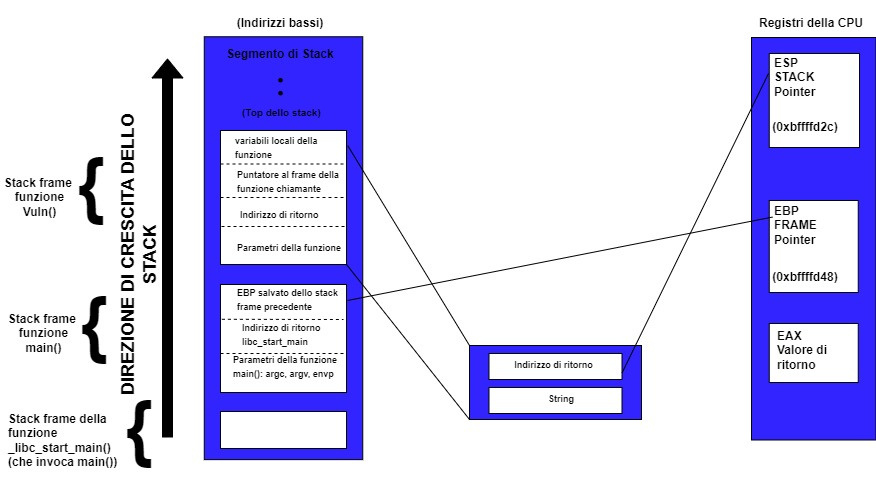 (Indirizzi bassi)
Segmento di Stack
(Top dello stack)
variabili locali della
funzione
Puntatore al frame della
funzione chiamante
Indirizzo di ritorno
Parametri della funzione
EBP salvato dello stack
frame precedente
Indirizzo di ritorno
libc_start_main
Parametri della funzione
main(): argc, argv, envp
DIREZIONE DI CRESCITA DELLO
STACK
Stack frame
funzione
Vuln()
Stack frame
funzione
main()
Stack frame della
funzione
_libc_start_main()
(che invoca main())
Indirizzo di ritorno
String
Registri della CPU
ESP
STACK
Pointer
(0xbffffd2c)
EBP
FRAME
Pointer
(0xbffffd48)
EAX
Valore di
ritorno